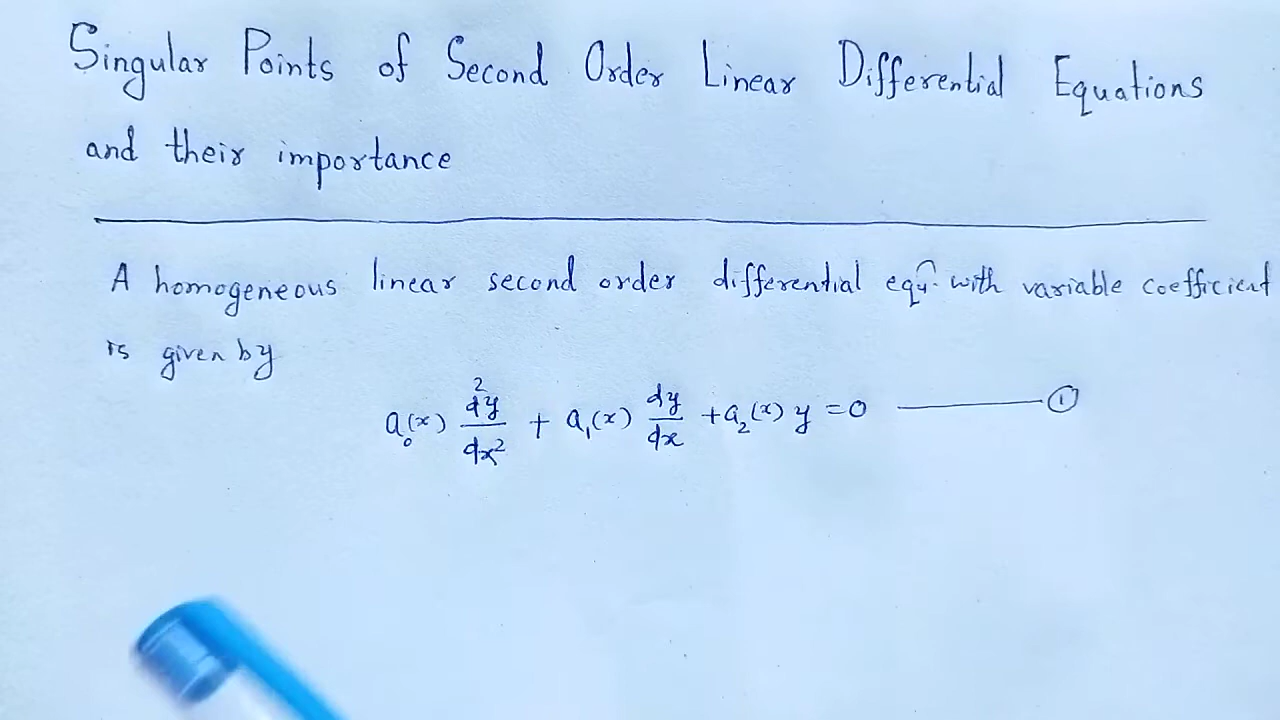 Singular Points of Second Order Linear Differential Equations
and their importance
A homogeneous linear second order differential eqn. with variable coefficient
is given by
a₀(x) d²y/dx² + a₁(x) dy/dx + a₂(x) y = 0 ——— ①